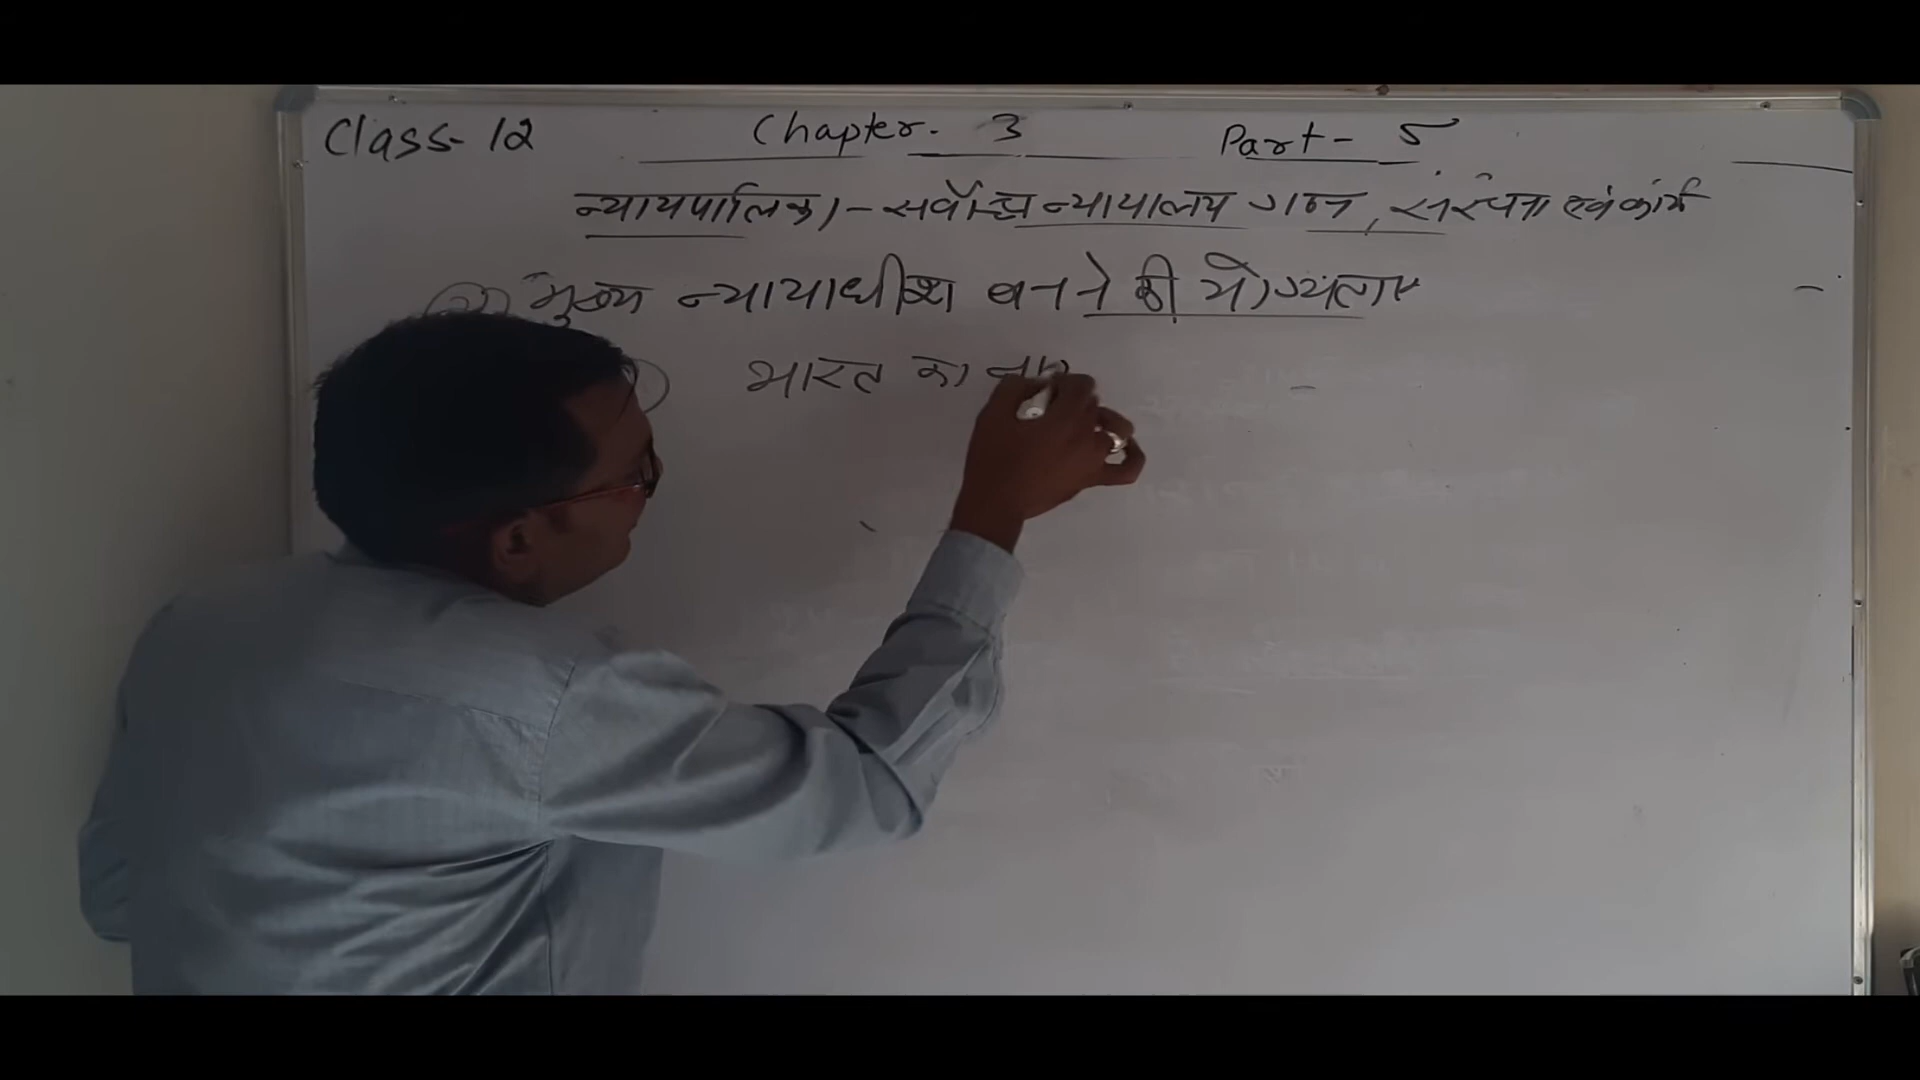 Class- 12 Chapter- 3 Part- 5
न्यायपालिका - सर्वोच्च न्यायालय गठन, संरचना एवं कार्य
मुख्य न्यायाधीश बनने की योग्यताए
भारत का ना